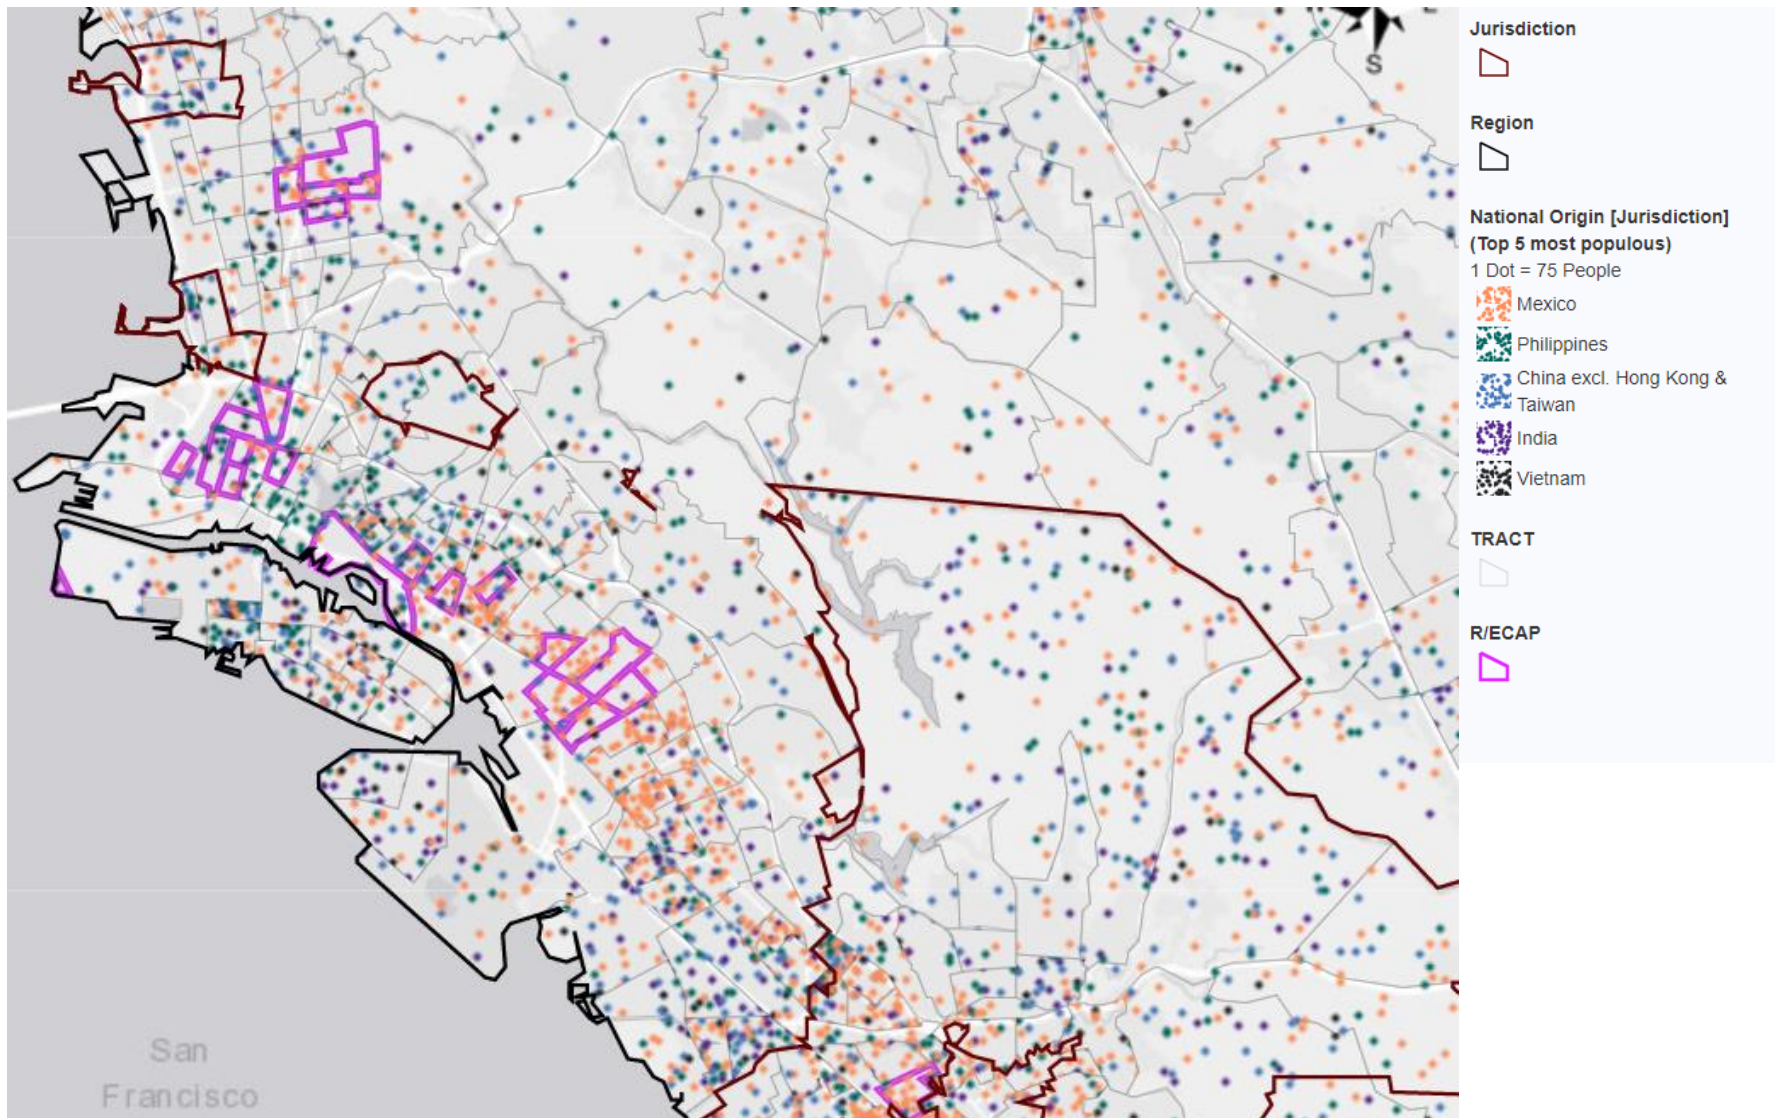 S
San
Francisco
Jurisdiction
Region
National Origin [Jurisdiction]
(Top 5 most populous)
1 Dot = 75 People
Mexico
Philippines
China excl. Hong Kong &
Taiwan
India
Vietnam
TRACT
R/ECAP